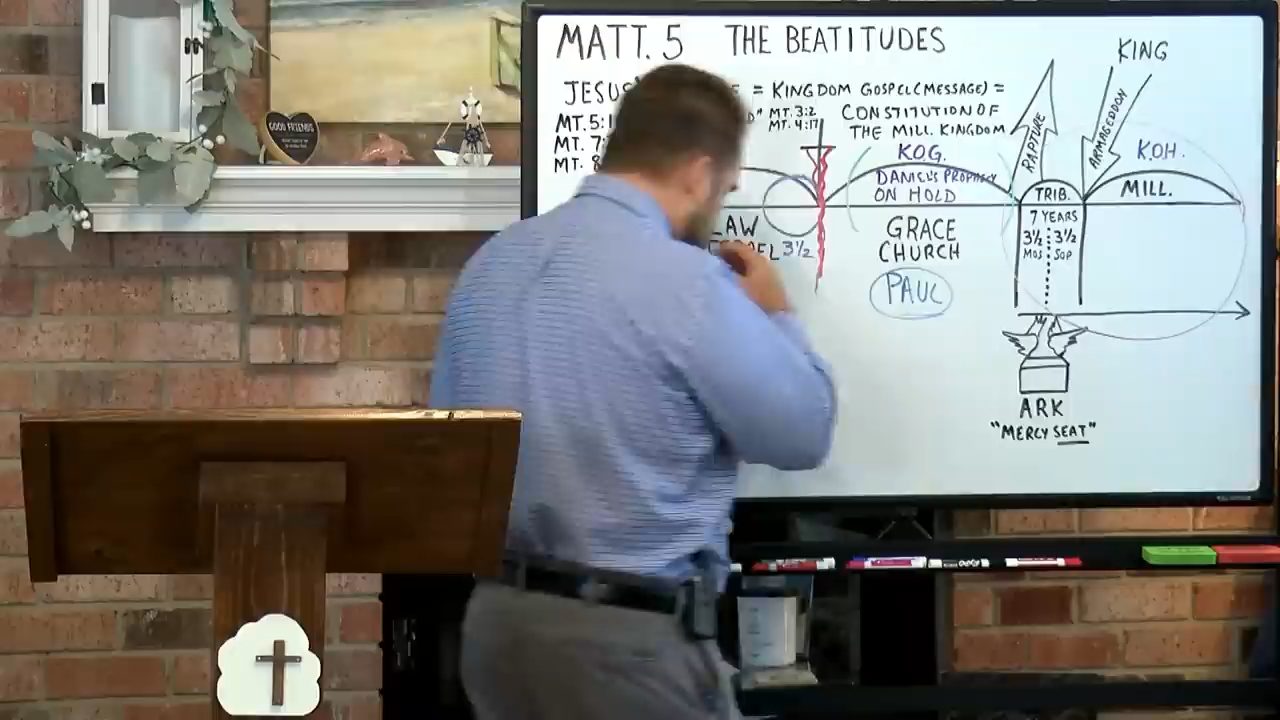 MATT. 5 THE BEATITUDES
KING
JESUS
= KINGDOM GOSPEL (MESSAGE) =
MT. 5:1
MT. 3:2
CONSTITUTION OF
MT. 7:
MT. 4:17
THE MILL. KINGDOM
MT. 8
RAPTURE
ARMAGEDDON
K.O.G.
K.O.H.
DANIEL'S PROPHECY
ON HOLD
TRIB.
MILL.
LAW
GRACE
7 YEARS
3½
CHURCH
3½ 3½
MOS SOP
PAUL
ARK
"MERCY SEAT"
GOOD FRIENDS